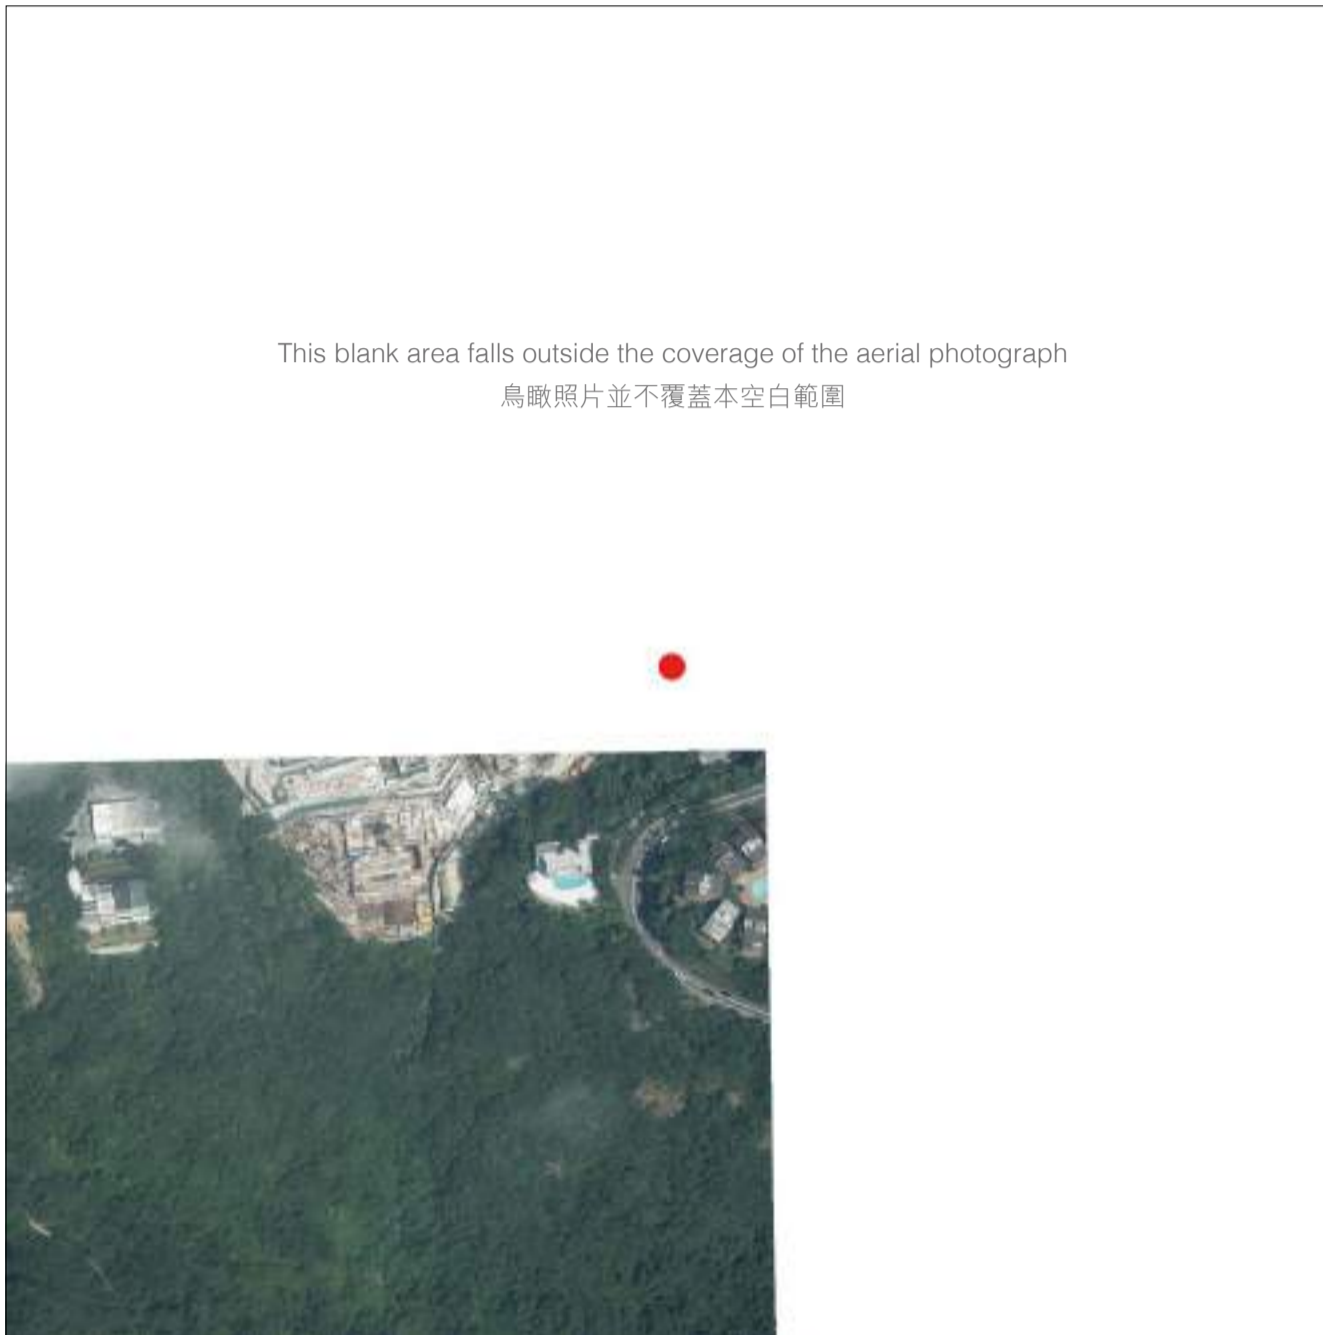 This blank area falls outside the coverage of the aerial photograph
鳥瞰照片並不覆蓋本空白範圍